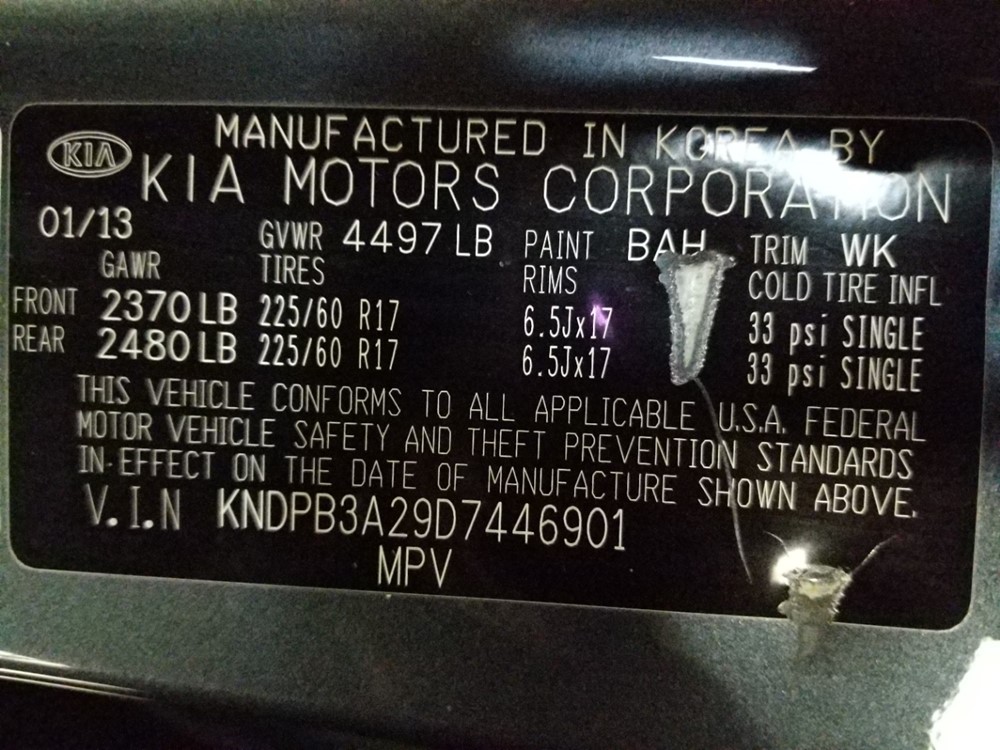 KIA
MANUFACTURED IN KOREA BY
KIA MOTORS CORPORATION
01/13 GVWR 4497 LB PAINT BAH TRIM WK
GAWR TIRES RIMS COLD TIRE INFL
FRONT 2370 LB 225/60 R17 6.5Jx17 33 psi SINGLE
REAR 2480 LB 225/60 R17 6.5Jx17 33 psi SINGLE
THIS VEHICLE CONFORMS TO ALL APPLICABLE U.S.A. FEDERAL
MOTOR VEHICLE SAFETY AND THEFT PREVENTION STANDARDS
IN EFFECT ON THE DATE OF MANUFACTURE SHOWN ABOVE.
V.I.N KNDPB3A29D7446901
MPV